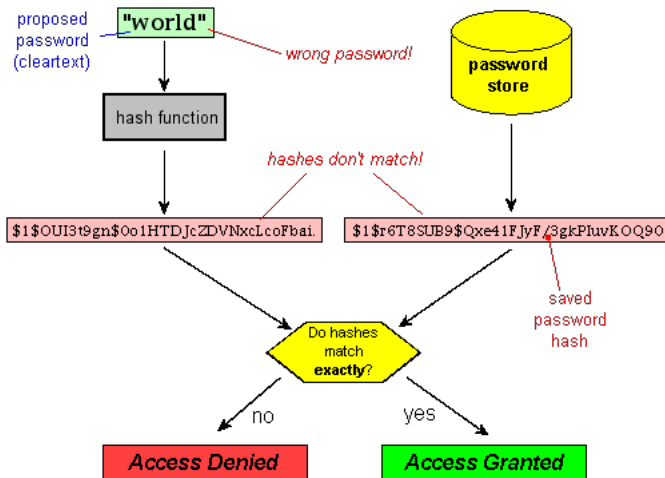 proposed
password
(cleartext)
"world"
wrong password!
password
store
hash function
hashes don't match!
$1$OUI3t9gn$0o1HTDJcZDVNxcLcoFbai.
$1$r6T8SUB9$Qxe41FJyF/3gkPIuvKOQ90
saved
password
hash
Do hashes
match
exactly?
no
yes
Access Denied
Access Granted